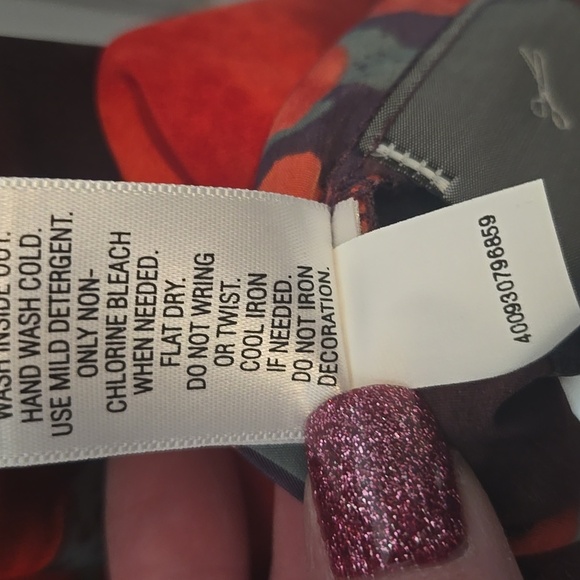 WASH INSIDE OUT.
HAND WASH COLD.
USE MILD DETERGENT.
ONLY NON-
CHLORINE BLEACH
WHEN NEEDED.
FLAT DRY.
DO NOT WRING
OR TWIST.
COOL IRON
IF NEEDED.
DO NOT IRON
DECORATION.
400930796859